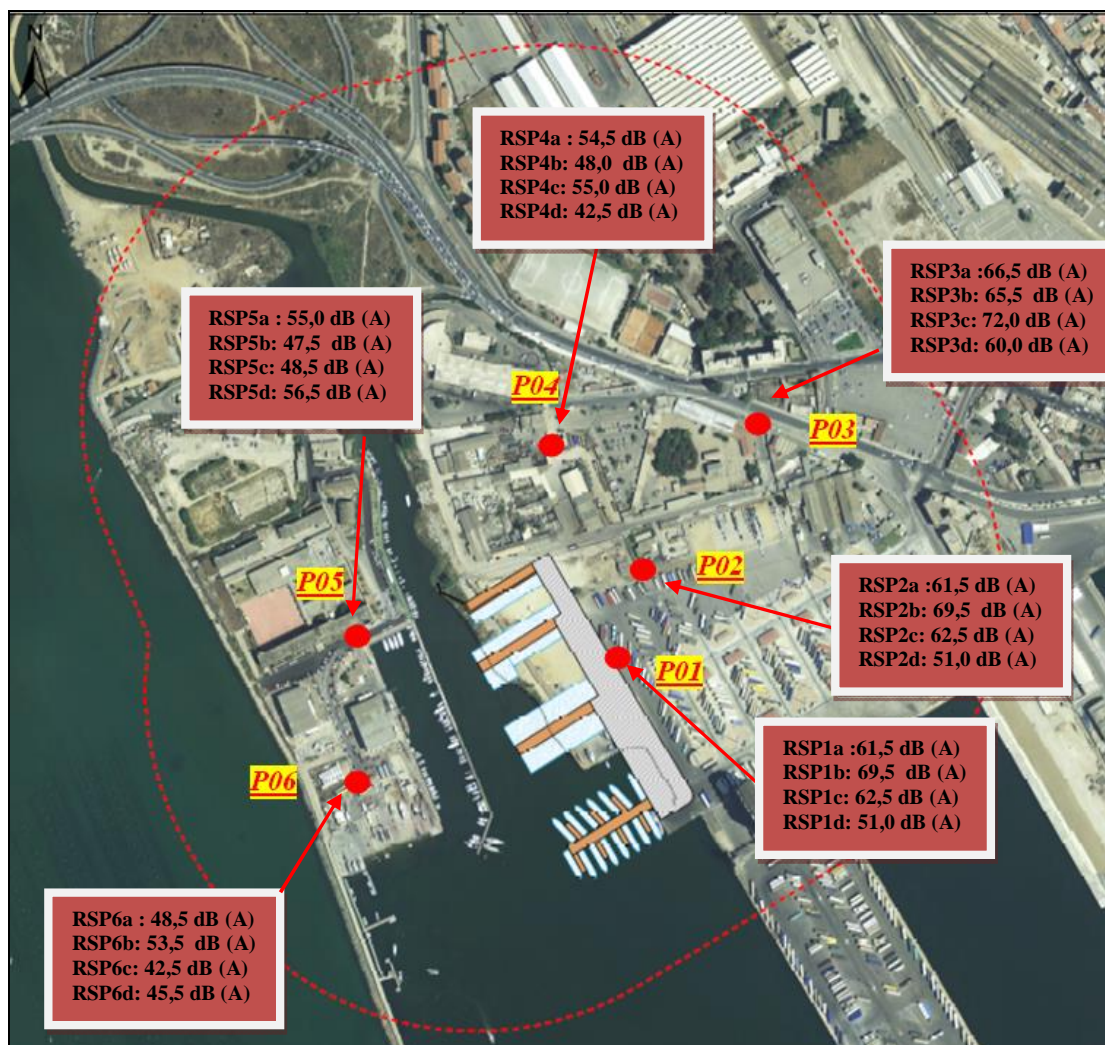 N
RSP4a : 54,5 dB (A)
RSP4b: 48,0 dB (A)
RSP4c: 55,0 dB (A)
RSP4d: 42,5 dB (A)
RSP3a : 66,5 dB (A)
RSP3b: 65,5 dB (A)
RSP3c: 72,0 dB (A)
RSP3d: 60,0 dB (A)
RSP5a : 55,0 dB (A)
RSP5b: 47,5 dB (A)
RSP5c: 48,5 dB (A)
RSP5d: 56,5 dB (A)
P04
P03
P05
P02
RSP2a :61,5 dB (A)
RSP2b: 69,5 dB (A)
RSP2c: 62,5 dB (A)
RSP2d: 51,0 dB (A)
P01
RSP1a :61,5 dB (A)
RSP1b: 69,5 dB (A)
RSP1c: 62,5 dB (A)
RSP1d: 51,0 dB (A)
P06
RSP6a : 48,5 dB (A)
RSP6b: 53,5 dB (A)
RSP6c: 42,5 dB (A)
RSP6d: 45,5 dB (A)